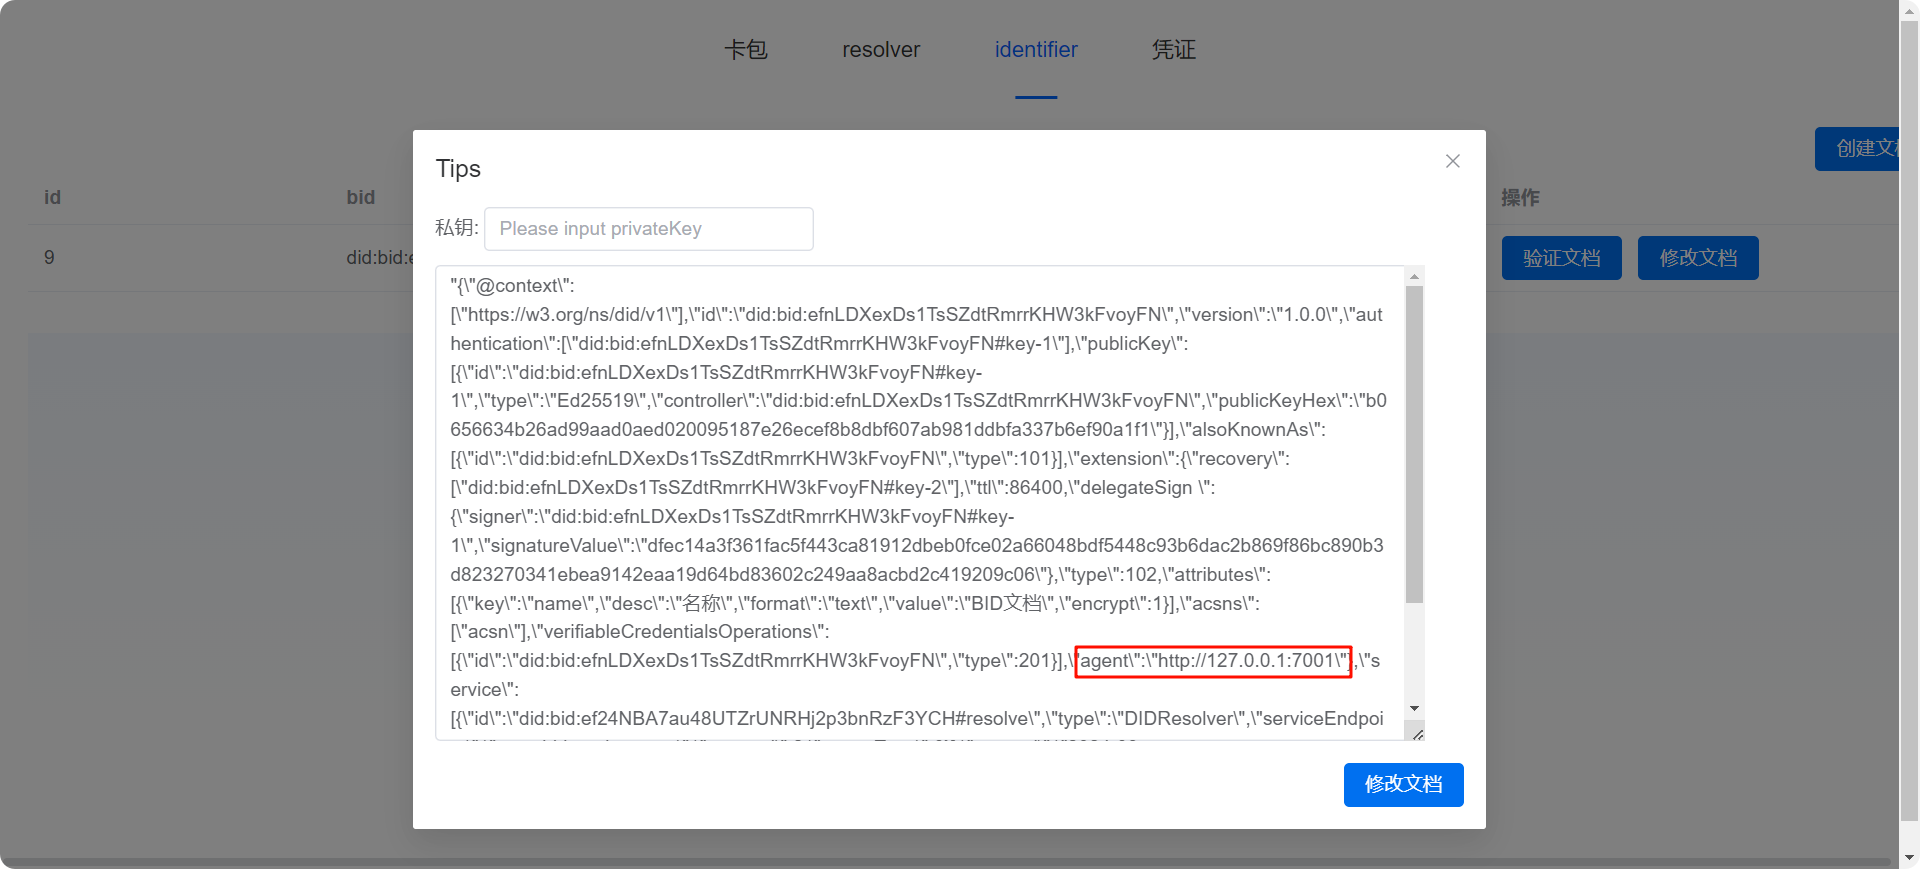 卡包 resolver identifier 凭证
创建文
Tips
id bid 操作
私钥: Please input privateKey
9 did:bid:e 验证文档 修改文档
"{\"@context\":
[\"https://w3.org/ns/did/v1\"],\"id\":\"did:bid:efnLDXexDs1TsSZdtRmrrKHW3kFvoyFN\",\"version\":\"1.0.0\",\"aut
hentication\":[\"did:bid:efnLDXexDs1TsSZdtRmrrKHW3kFvoyFN#key-1\"],\"publicKey\":
[{\"id\":\"did:bid:efnLDXexDs1TsSZdtRmrrKHW3kFvoyFN#key-
1\",\"type\":\"Ed25519\",\"controller\":\"did:bid:efnLDXexDs1TsSZdtRmrrKHW3kFvoyFN\",\"publicKeyHex\":\"b0
656634b26ad99aad0aed020095187e26ecef8b8dbf607ab981ddbfa337b6ef90a1f1\"}],\"alsoKnownAs\":
[{\"id\":\"did:bid:efnLDXexDs1TsSZdtRmrrKHW3kFvoyFN\",\"type\":101}],\"extension\":{\"recovery\":
[\"did:bid:efnLDXexDs1TsSZdtRmrrKHW3kFvoyFN#key-2\"],\"ttl\":86400,\"delegateSign \":
{\"signer\":\"did:bid:efnLDXexDs1TsSZdtRmrrKHW3kFvoyFN#key-
1\",\"signatureValue\":\"dfec14a3f361fac5f443ca81912dbeb0fce02a66048bdf5448c93b6dac2b869f86bc890b3
d823270341ebea9142eaa19d64bd83602c249aa8acbd2c419209c06\"},\"type\":102,\"attributes\":
[{\"key\":\"name\",\"desc\":\"名称\",\"format\":\"text\",\"value\":\"BID文档\",\"encrypt\":1}],\"acsns\":
[\"acsn\"],\"verifiableCredentialsOperations\":
[{\"id\":\"did:bid:efnLDXexDs1TsSZdtRmrrKHW3kFvoyFN\",\"type\":201}],\"agent\":\"http://127.0.0.1:7001\"},\"s
ervice\":
[{\"id\":\"did:bid:ef24NBA7au48UTZrUNRHj2p3bnRzF3YCH#resolve\",\"type\":\"DIDResolver\",\"serviceEndpoi
修改文档